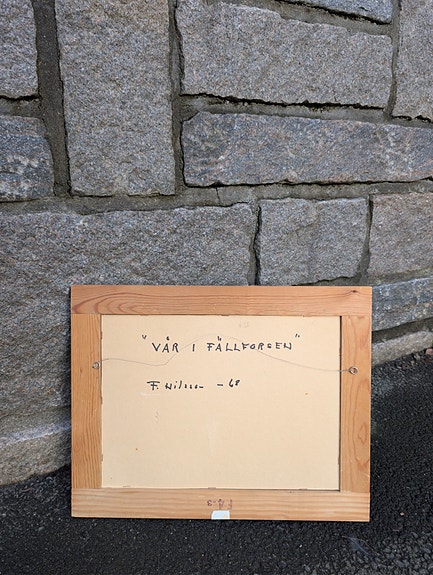 "VÅR I FÄLLFORSEN"
F. Nilsson - 68